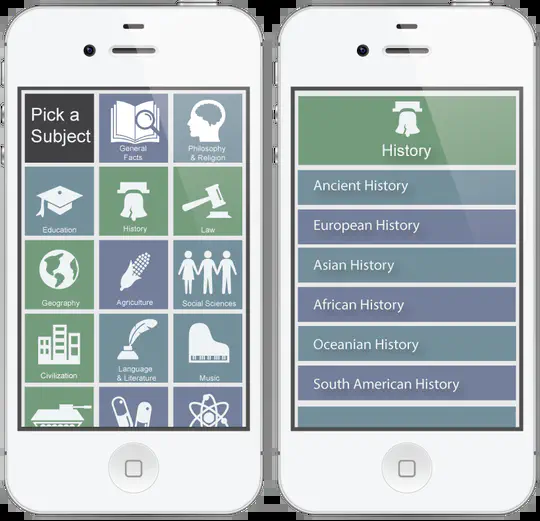 Pick a
Subject
General
Facts
Philosophy
& Religion
Education
History
Law
Geography
Agriculture
Social Sciences
Civilization
Language
& Literature
Music
History
Ancient History
European History
Asian History
African History
Oceanian History
South American History